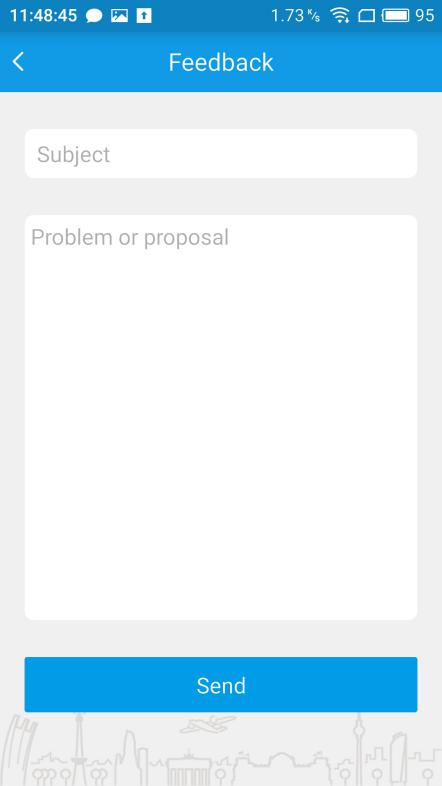 11:48:45 1.73 K/s 95
Feedback
Subject
Problem or proposal
Send